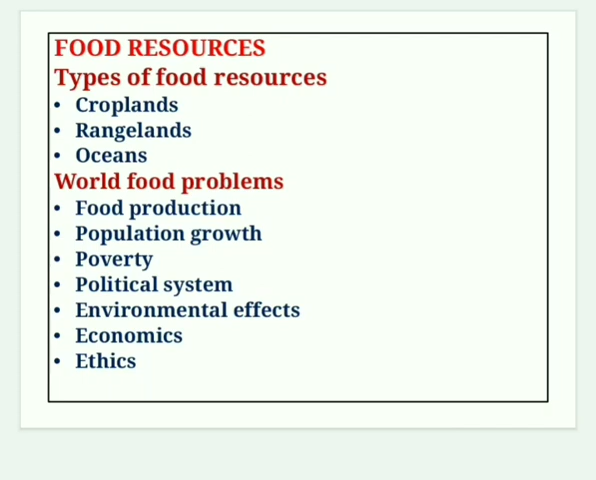 FOOD RESOURCES
Types of food resources
• Croplands
• Rangelands
• Oceans
World food problems
• Food production
• Population growth
• Poverty
• Political system
• Environmental effects
• Economics
• Ethics